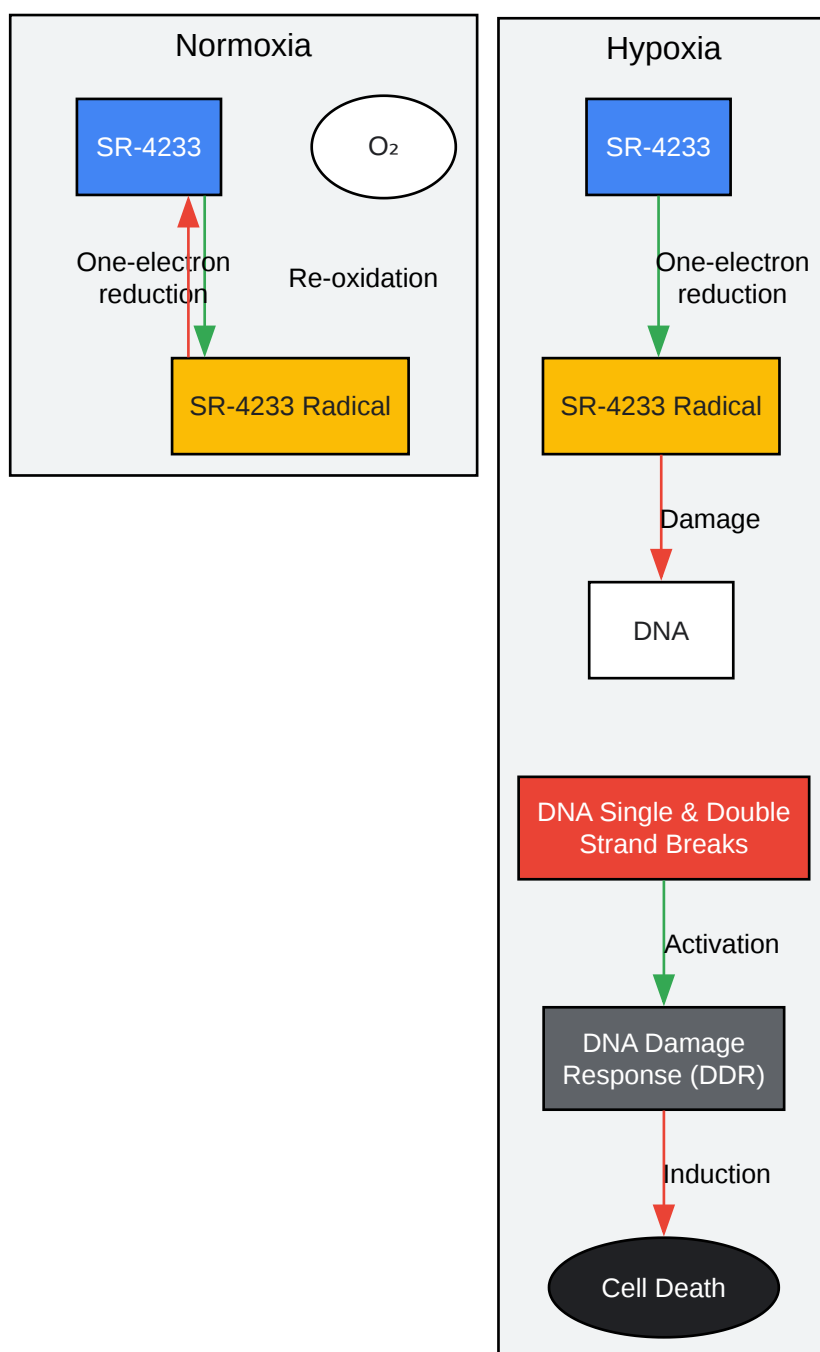 Normoxia
SR-4233
O₂
One-electron
reduction
Re-oxidation
SR-4233 Radical
Hypoxia
SR-4233
One-electron
reduction
SR-4233 Radical
Damage
DNA
DNA Single & Double
Strand Breaks
Activation
DNA Damage
Response (DDR)
Induction
Cell Death